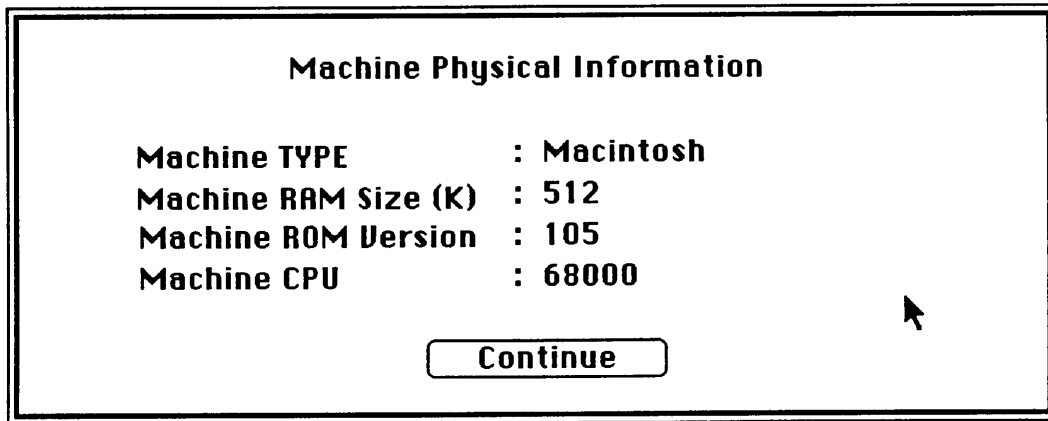 Machine Physical Information
Machine TYPE : Macintosh
Machine RAM Size (K) : 512
Machine ROM Version : 105
Machine CPU : 68000
Continue